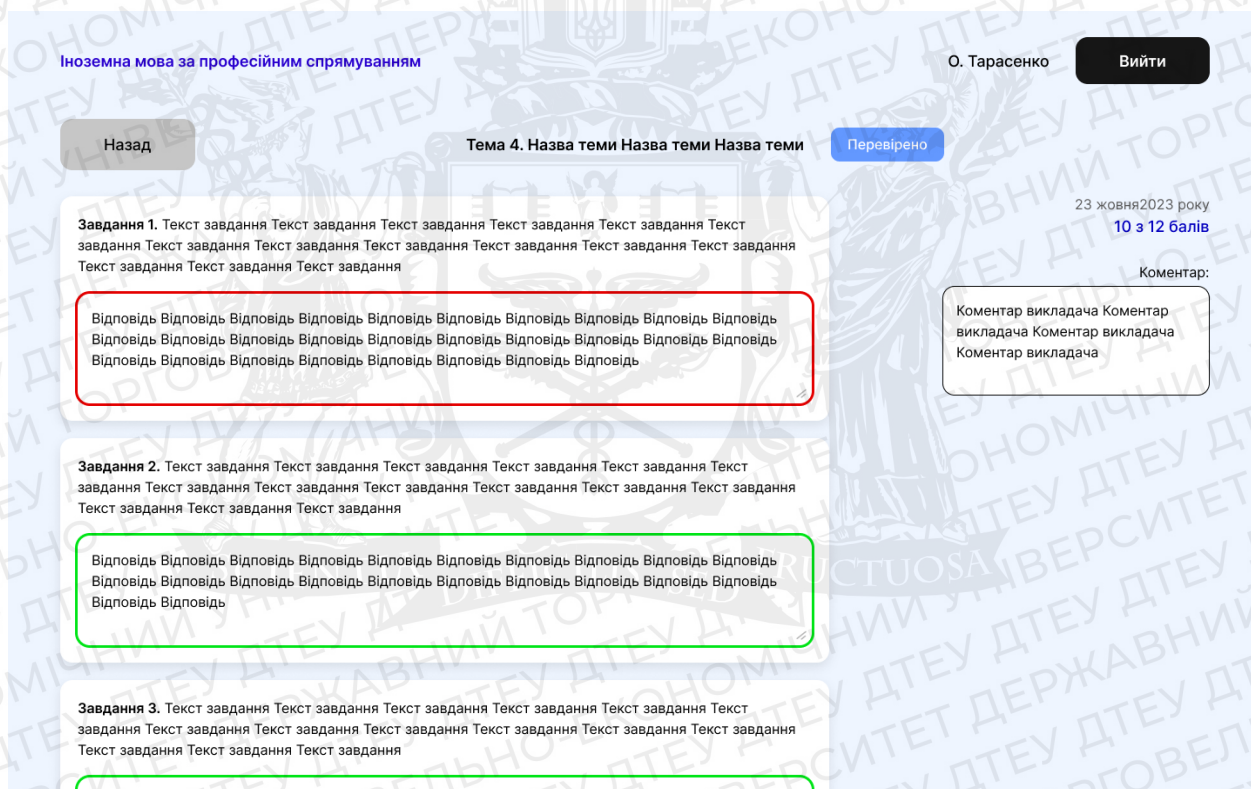 Іноземна мова за професійним спрямуванням
О. Тарасенко
Вийти
Назад
Тема 4. Назва теми Назва теми Назва теми
Перевірено
23 жовня2023 року
10 з 12 балів
Коментар:
Коментар викладача Коментар
викладача Коментар викладача
Коментар викладача
Завдання 1. Текст завдання Текст завдання Текст завдання Текст завдання Текст завдання Текст
завдання Текст завдання Текст завдання Текст завдання Текст завдання Текст завдання Текст завдання
Текст завдання Текст завдання Текст завдання
Відповідь Відповідь Відповідь Відповідь Відповідь Відповідь Відповідь Відповідь Відповідь Відповідь
Відповідь Відповідь Відповідь Відповідь Відповідь Відповідь Відповідь Відповідь Відповідь Відповідь
Відповідь Відповідь Відповідь Відповідь Відповідь Відповідь Відповідь Відповідь
Завдання 2. Текст завдання Текст завдання Текст завдання Текст завдання Текст завдання Текст
завдання Текст завдання Текст завдання Текст завдання Текст завдання Текст завдання Текст завдання
Текст завдання Текст завдання Текст завдання
Відповідь Відповідь Відповідь Відповідь Відповідь Відповідь Відповідь Відповідь Відповідь Відповідь
Відповідь Відповідь Відповідь Відповідь Відповідь Відповідь Відповідь Відповідь Відповідь Відповідь
Відповідь Відповідь
Завдання 3. Текст завдання Текст завдання Текст завдання Текст завдання Текст завдання Текст
завдання Текст завдання Текст завдання Текст завдання Текст завдання Текст завдання Текст завдання
Текст завдання Текст завдання Текст завдання